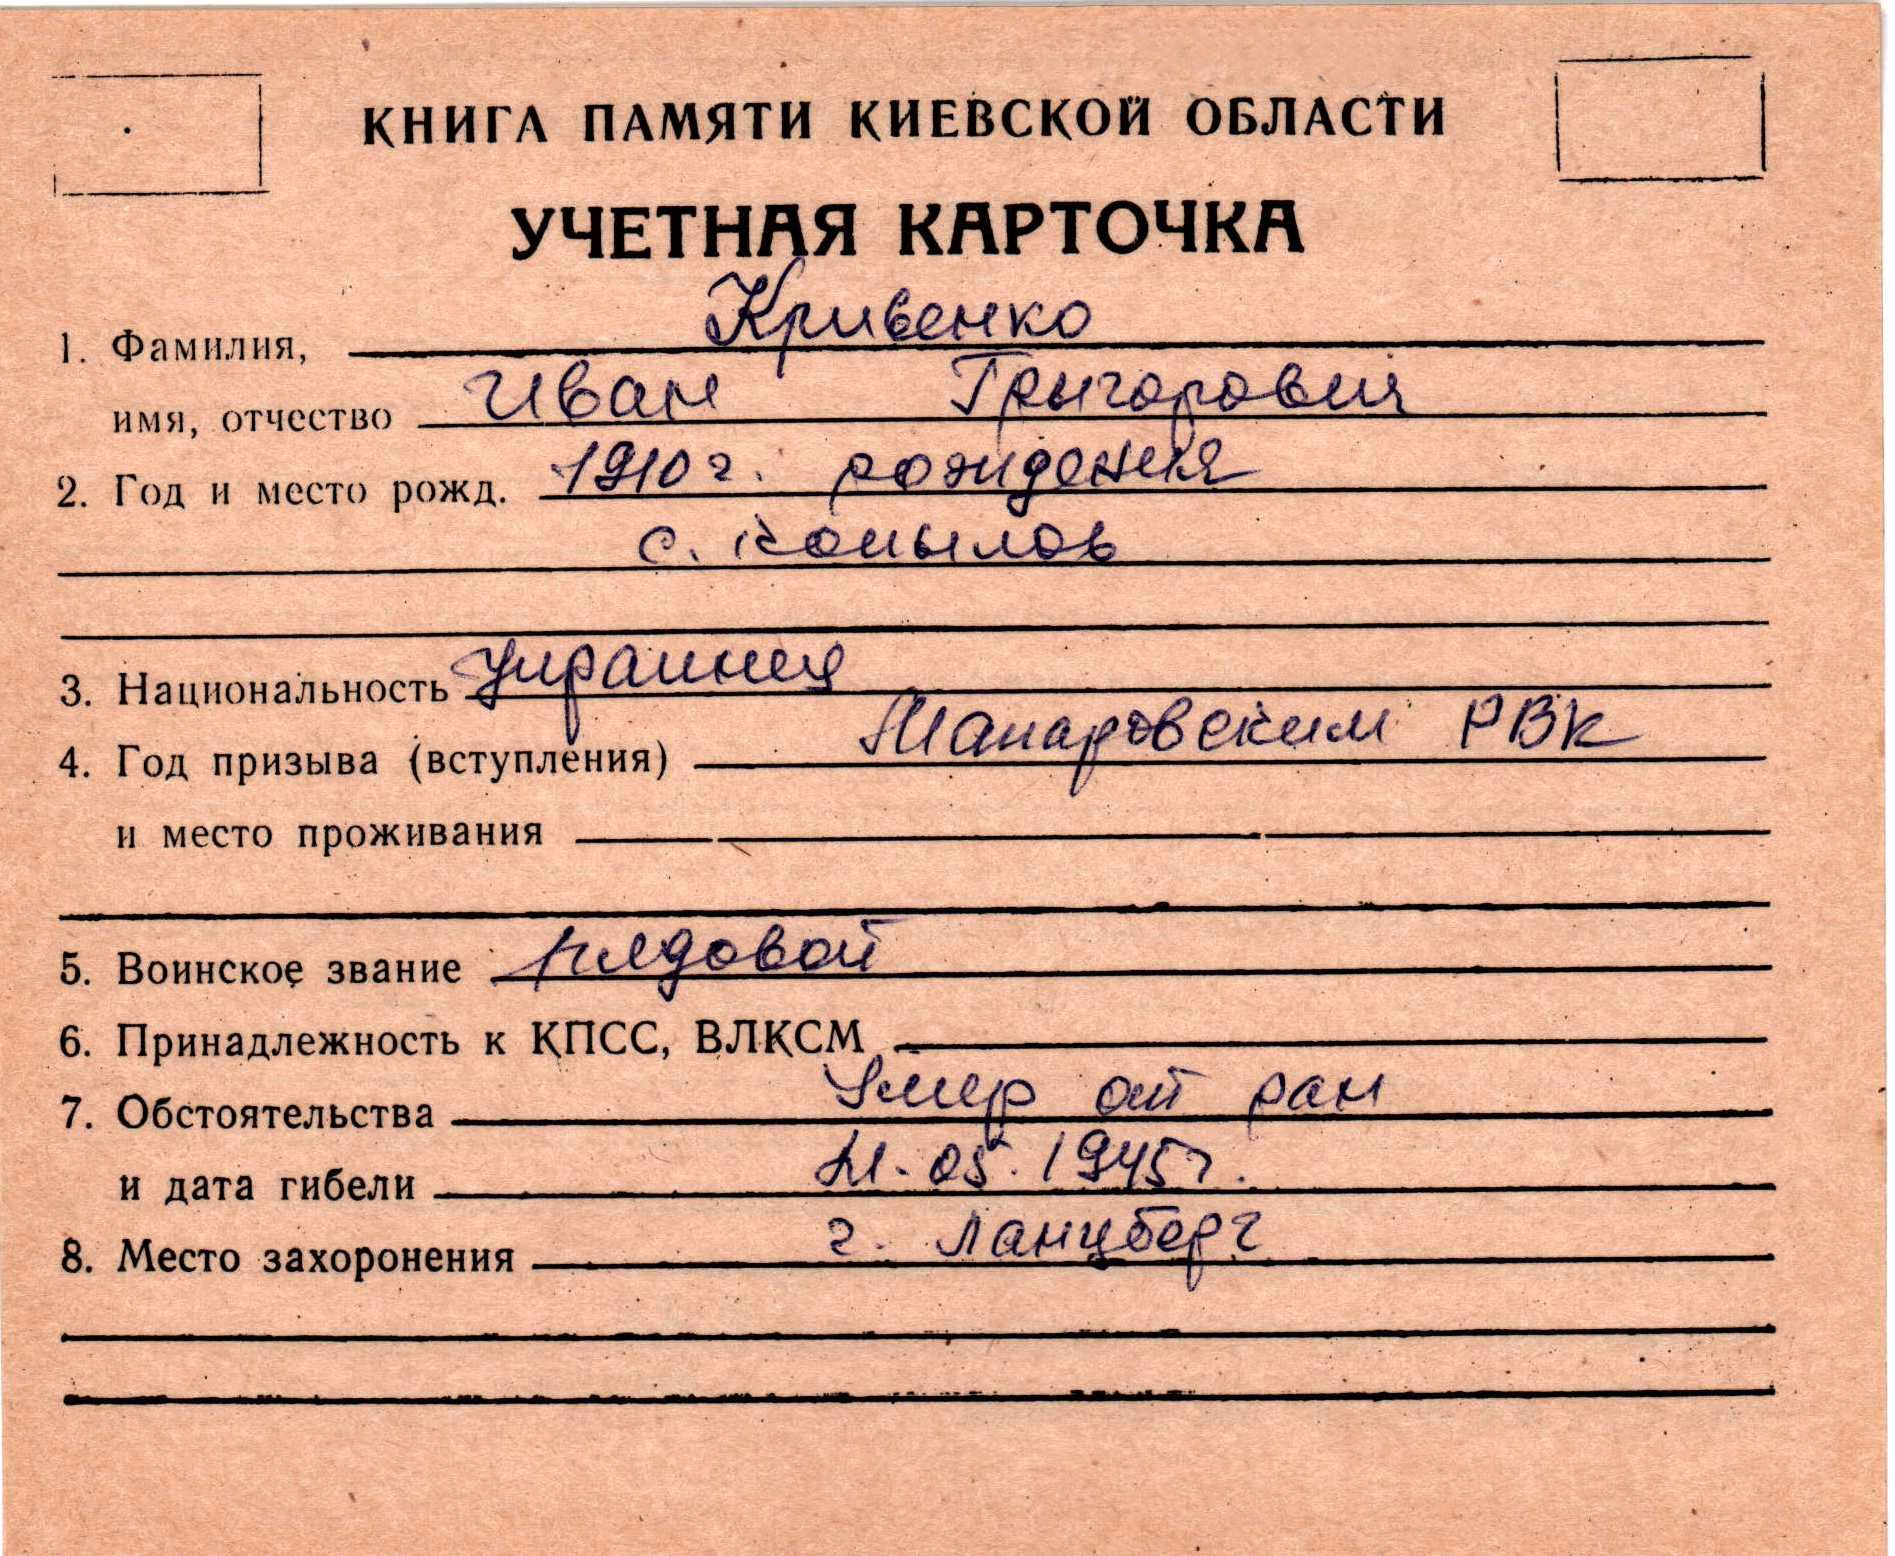 КНИГА ПАМЯТИ КИЕВСКОЙ ОБЛАСТИ
УЧЕТНАЯ КАРТОЧКА
1. Фамилия, Кривенко
имя, отчество Иван Григорович
2. Год и место рожд. 1910 г. рождения
с. Копылов
3. Национальность украинец
4. Год призыва (вступления) Макаровским РВК
и место проживания
5. Воинское звание рядовой
6. Принадлежность к КПСС, ВЛКСМ
7. Обстоятельства Умер от ран
и дата гибели 05.1945 г.
8. Место захоронения г. Ланцберг